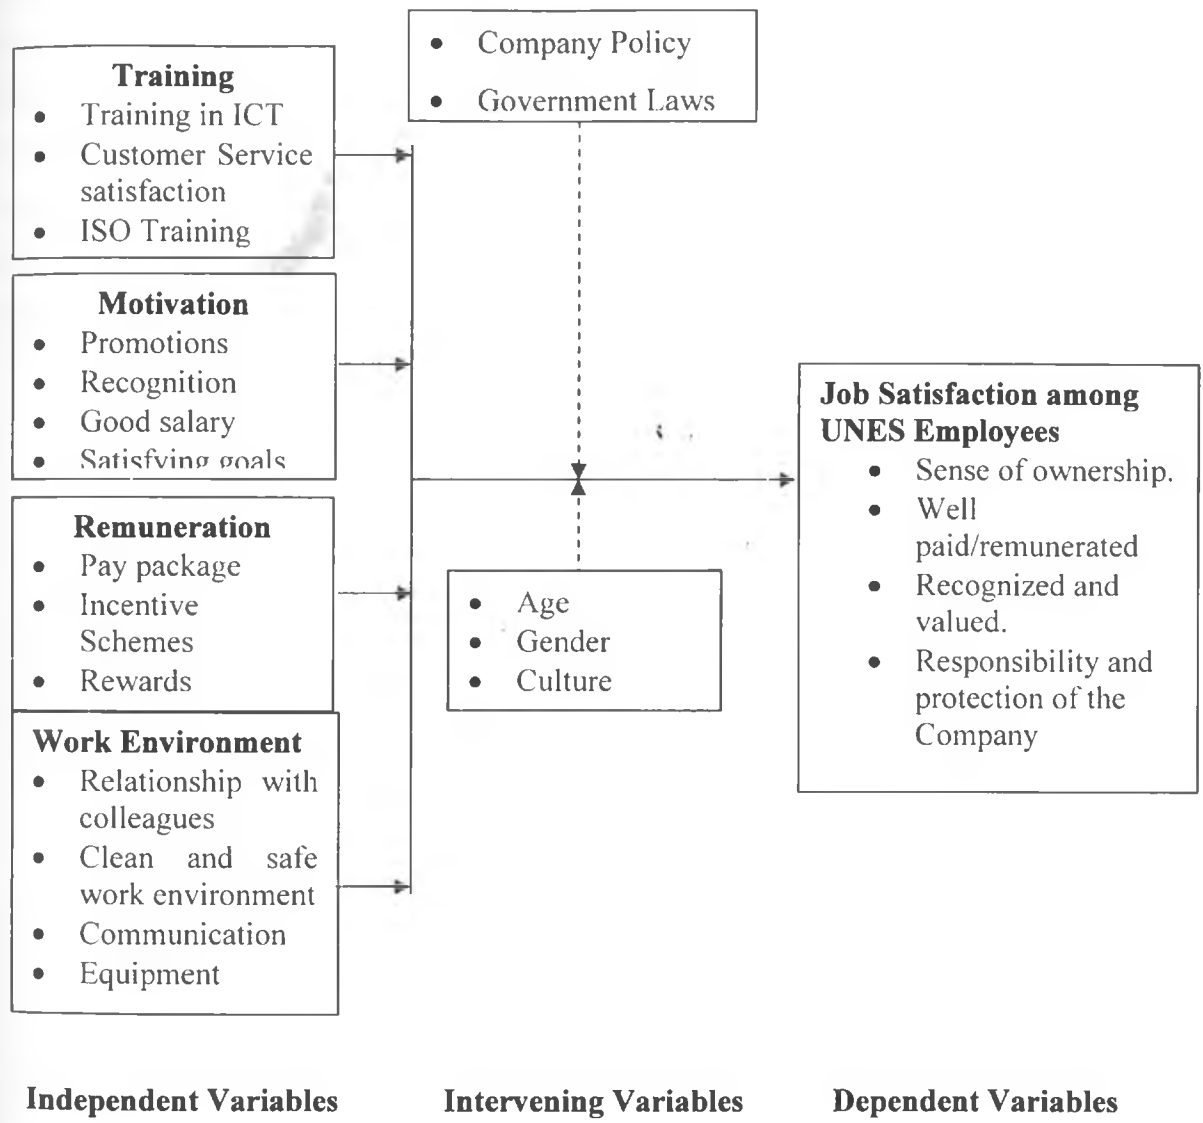 Training
• Training in ICT
• Customer Service
satisfaction
• ISO Training
Motivation
• Promotions
• Recognition
• Good salary
• Satisfying goals
Remuneration
• Pay package
• Incentive
Schemes
• Rewards
Work Environment
• Relationship with
colleagues
• Clean and safe
work environment
• Communication
• Equipment
• Company Policy
• Government Laws
• Age
• Gender
• Culture
Job Satisfaction among
UNES Employees
• Sense of ownership.
• Well
paid/remunerated
• Recognized and
valued.
• Responsibility and
protection of the
Company
Independent Variables
Intervening Variables
Dependent Variables